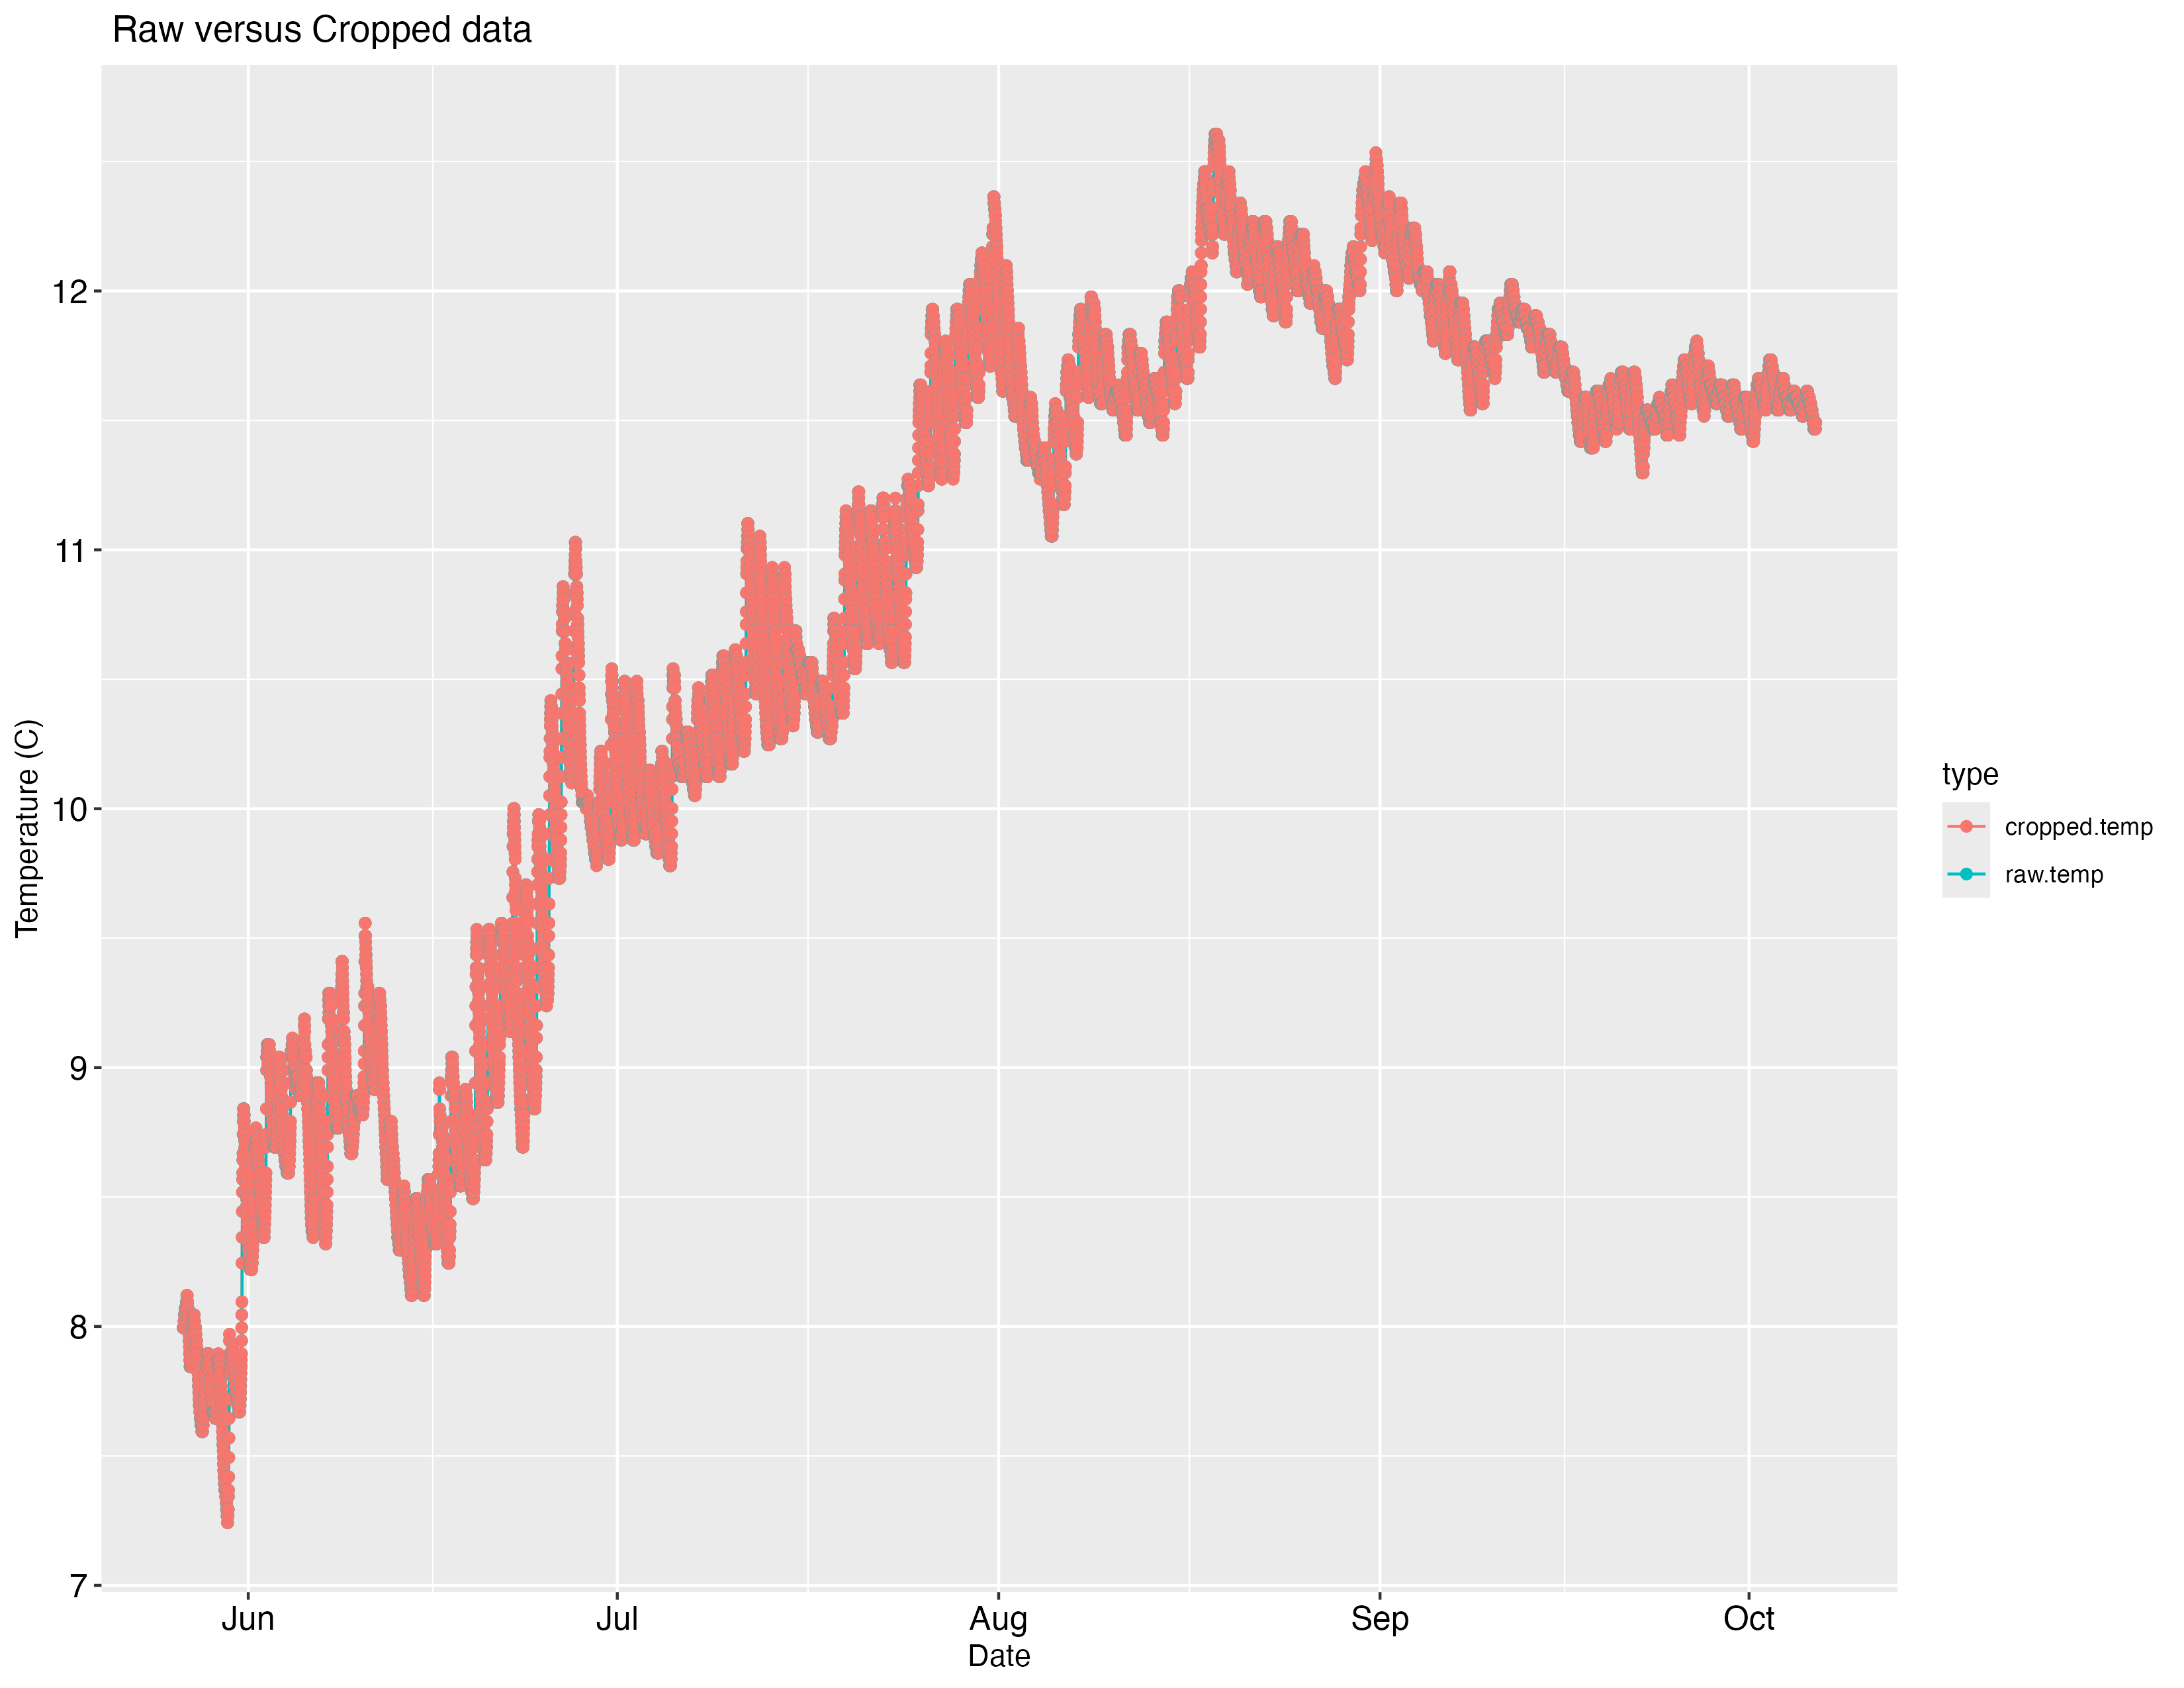 Raw versus Cropped data
Temperature (C)
12
11
10
9
8
7
Jun Jul Aug Sep Oct
Date
type
cropped.temp
raw.temp